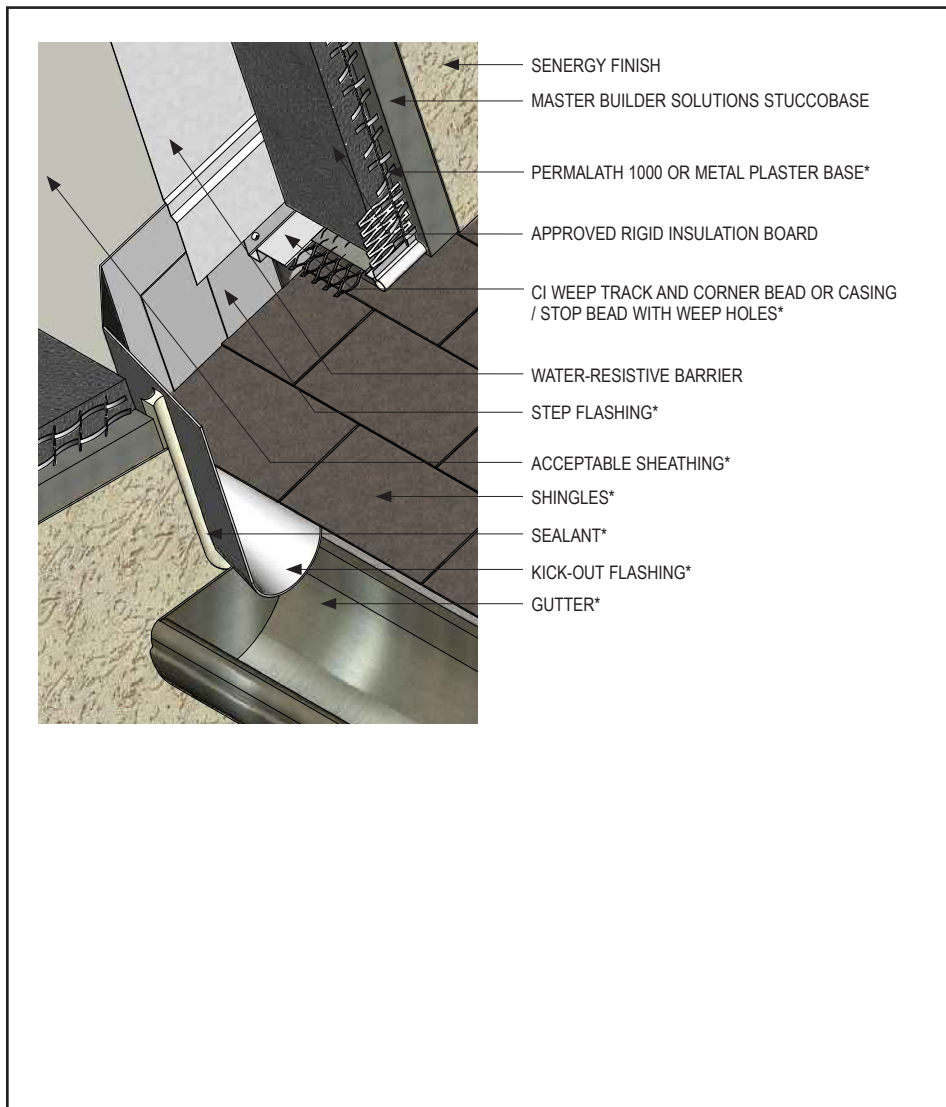 SENERGY FINISH
MASTER BUILDER SOLUTIONS STUCCOBASE
PERMALATH 1000 OR METAL PLASTER BASE*
APPROVED RIGID INSULATION BOARD
CI WEEP TRACK AND CORNER BEAD OR CASING
/ STOP BEAD WITH WEEP HOLES*
WATER-RESISTIVE BARRIER
STEP FLASHING*
ACCEPTABLE SHEATHING*
SHINGLES*
SEALANT*
KICK-OUT FLASHING*
GUTTER*